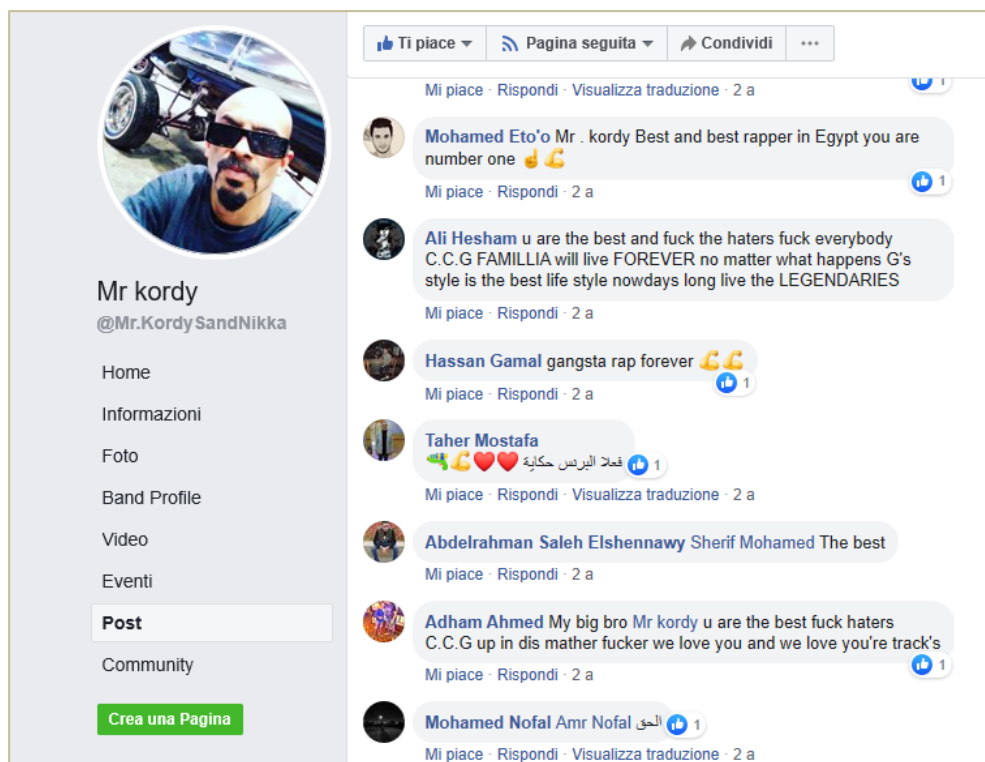 Mr kordy
@Mr.KordySandNikka
Home
Informazioni
Foto
Band Profile
Video
Eventi
Post
Community
Crea una Pagina
Ti piace
Pagina seguita
Condividi
Mi piace · Rispondi · Visualizza traduzione · 2 a
1
Mohamed Eto'o Mr . kordy Best and best rapper in Egypt you are
number one ☝️💪
Mi piace · Rispondi · 2 a
1
Ali Hesham u are the best and fuck the haters fuck everybody
C.C.G FAMILLIA will live FOREVER no matter what happens G's
style is the best life style nowdays long live the LEGENDARIES
Mi piace · Rispondi · 2 a
Hassan Gamal gangsta rap forever 💪💪
1
Mi piace · Rispondi · 2 a
Taher Mostafa
فعلا البرنس حكاية ❤️❤️💪🔫
1
Mi piace · Rispondi · Visualizza traduzione · 2 a
Abdelrahman Saleh Elshennawy Sherif Mohamed The best
Mi piace · Rispondi · 2 a
Adham Ahmed My big bro Mr kordy u are the best fuck haters
C.C.G up in dis mather fucker we love you and we love you're track's
1
Mi piace · Rispondi · 2 a
Mohamed Nofal Amr Nofal الحق
1
Mi piace · Rispondi · Visualizza traduzione · 2 a